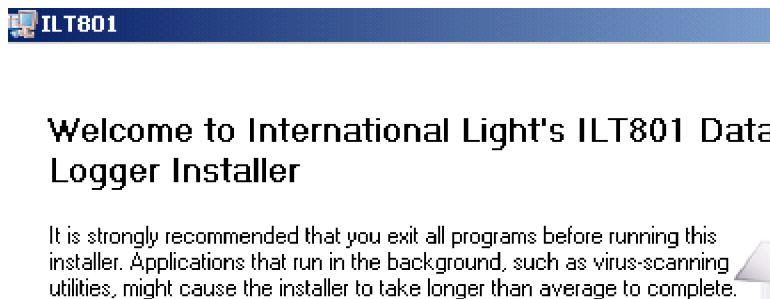 ILT801
Welcome to International Light's ILT801 Data
Logger Installer
It is strongly recommended that you exit all programs before running this
installer. Applications that run in the background, such as virus-scanning
utilities, might cause the installer to take longer than average to complete.